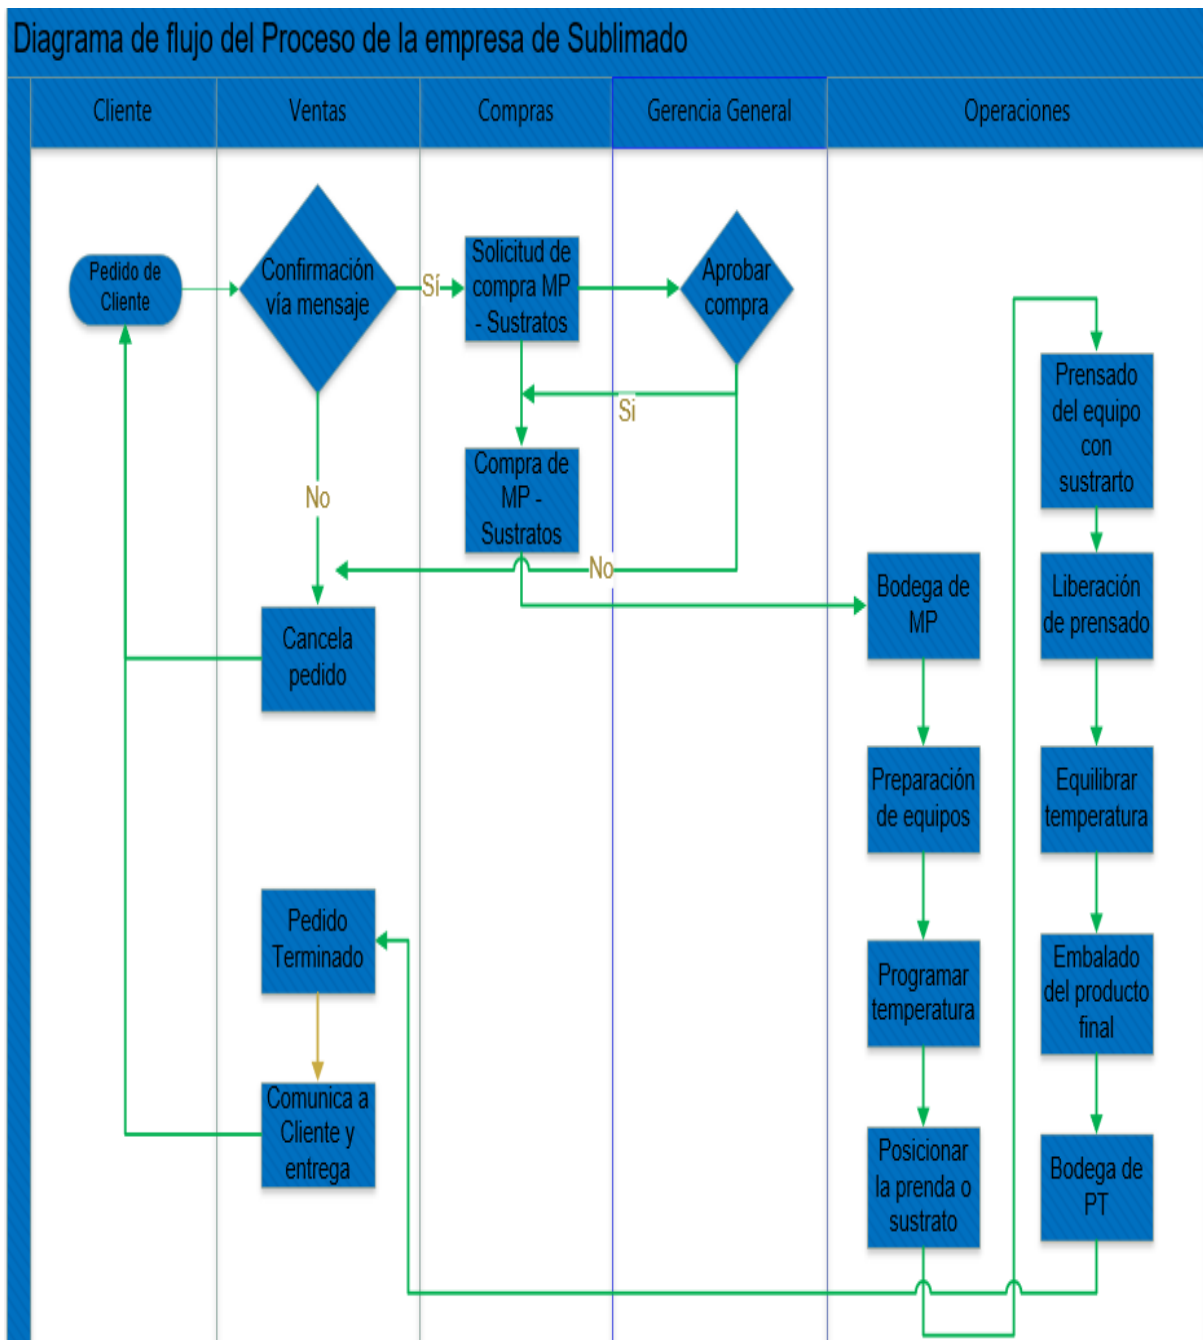 Diagrama de flujo del Proceso de la empresa de Sublimado
Cliente
Ventas
Compras
Gerencia General
Operaciones
Pedido de
Cliente
Confirmación
vía mensaje
Sí
Solicitud de
compra MP
- Sustratos
Aprobar
compra
Si
No
Compra de
MP -
Sustratos
No
Cancela
pedido
Bodega de
MP
Preparación
de equipos
Programar
temperatura
Posicionar
la prenda o
sustrato
Prensado
del equipo
con
sustrarto
Liberación
de prensado
Equilibrar
temperatura
Embalado
del producto
final
Bodega de
PT
Pedido
Terminado
Comunica a
Cliente y
entrega